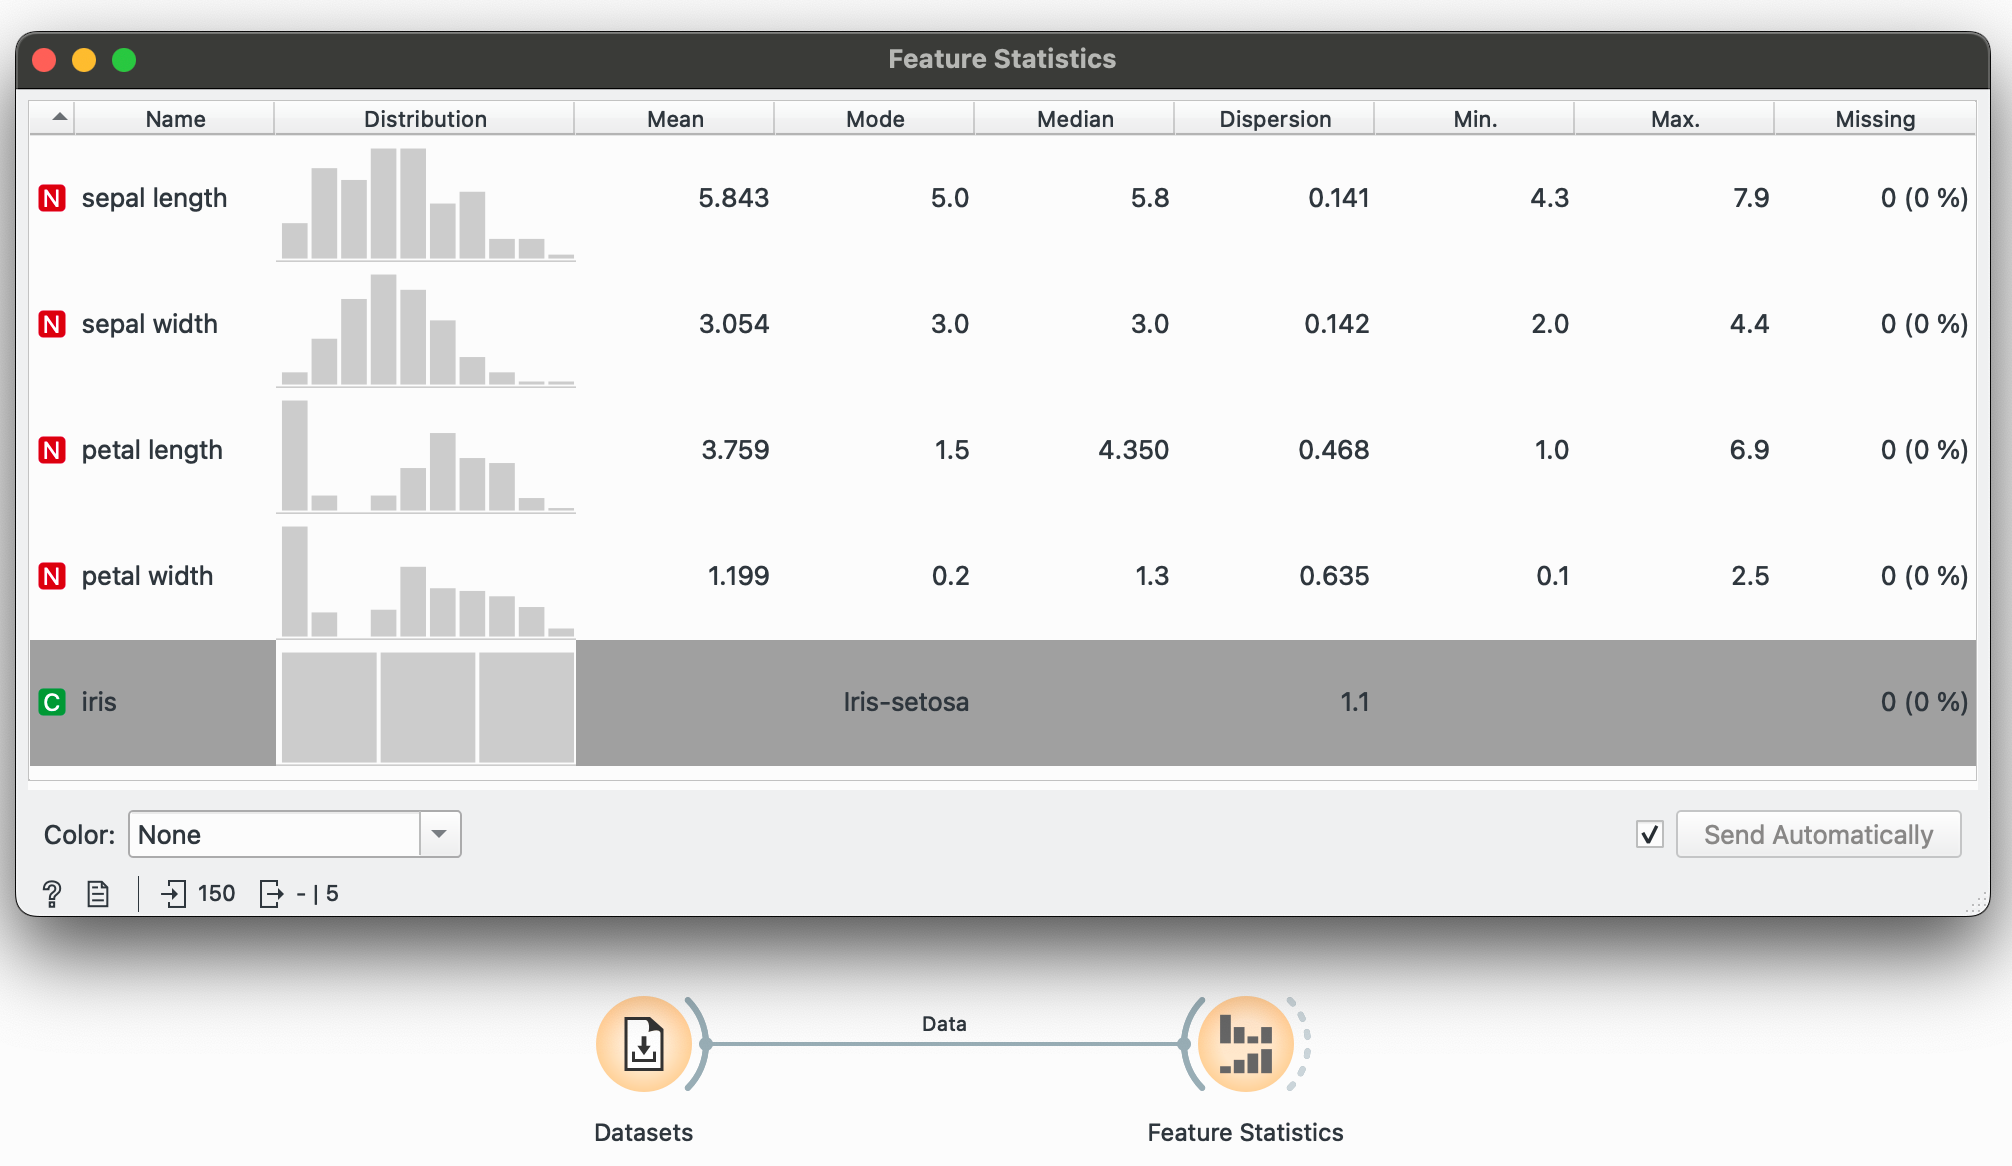 Feature Statistics
Name Distribution Mean Mode Median Dispersion Min. Max. Missing
N sepal length 5.843 5.0 5.8 0.141 4.3 7.9 0 (0 %)
N sepal width 3.054 3.0 3.0 0.142 2.0 4.4 0 (0 %)
N petal length 3.759 1.5 4.350 0.468 1.0 6.9 0 (0 %)
N petal width 1.199 0.2 1.3 0.635 0.1 2.5 0 (0 %)
C iris Iris-setosa 1.1 0 (0 %)
Color: None Send Automatically
? 150 - | 5
Data
Datasets Feature Statistics